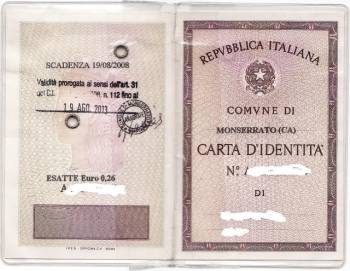 SCADENZA 19/08/2008
Validità prorogata ai sensi dell'art. 31
del D.L. n. 112 fino al
19 AGO. 2013
ESATTE Euro 0,26
A
REPVBBLICA ITALIANA
COMVNE DI
MONSERRATO (CA)
CARTA D'IDENTITA
N°
DI